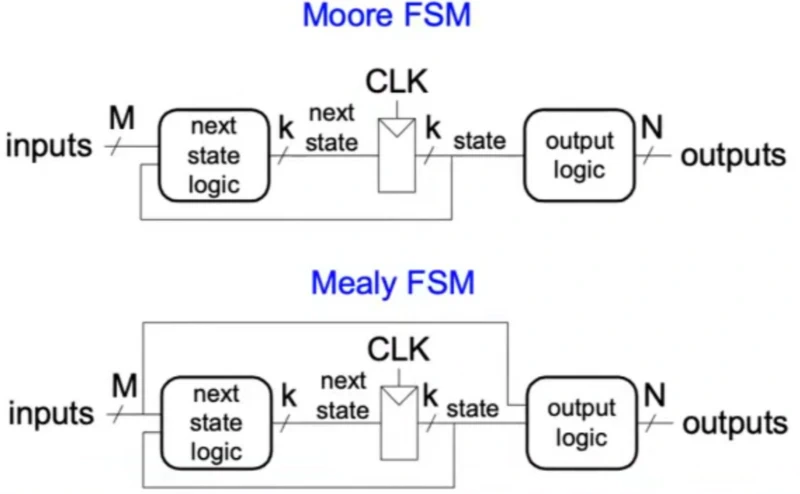 Moore FSM
CLK
inputs M next state logic k next state k state output logic N outputs
Mealy FSM
CLK
inputs M next state logic k next state k state output logic N outputs